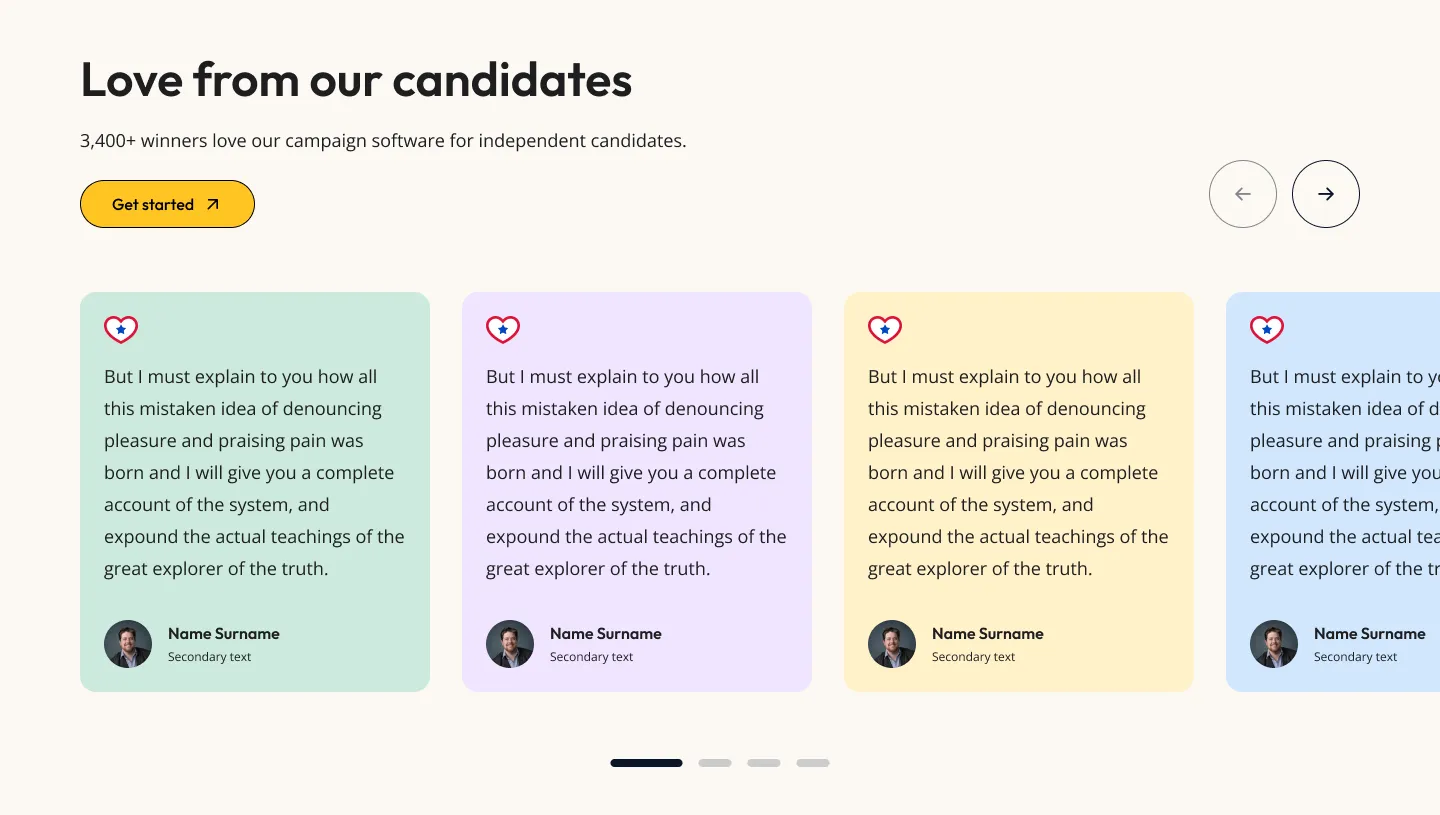 Love from our candidates
3,400+ winners love our campaign software for independent candidates.
Get started
But I must explain to you how all
this mistaken idea of denouncing
pleasure and praising pain was
born and I will give you a complete
account of the system, and
expound the actual teachings of the
great explorer of the truth.
Name Surname
Secondary text
But I must explain to you how all
this mistaken idea of denouncing
pleasure and praising pain was
born and I will give you a complete
account of the system, and
expound the actual teachings of the
great explorer of the truth.
Name Surname
Secondary text
But I must explain to you how all
this mistaken idea of denouncing
pleasure and praising pain was
born and I will give you a complete
account of the system, and
expound the actual teachings of the
great explorer of the truth.
Name Surname
Secondary text
But I must explain to
this mistaken idea of
pleasure and praising
born and I will give you
account of the system,
expound the actual
great explorer of the
Name Surname
Secondary text